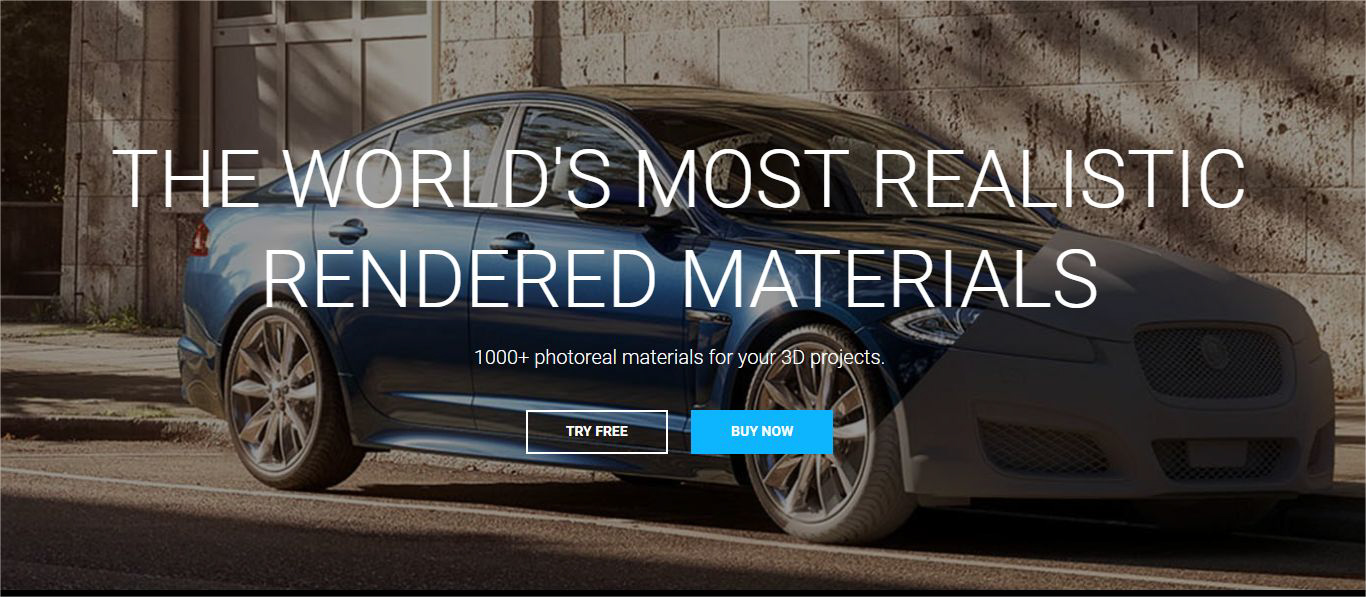 THE WORLD'S MOST REALISTIC
RENDERED MATERIALS
1000+ photoreal materials for your 3D projects.
TRY FREE
BUY NOW